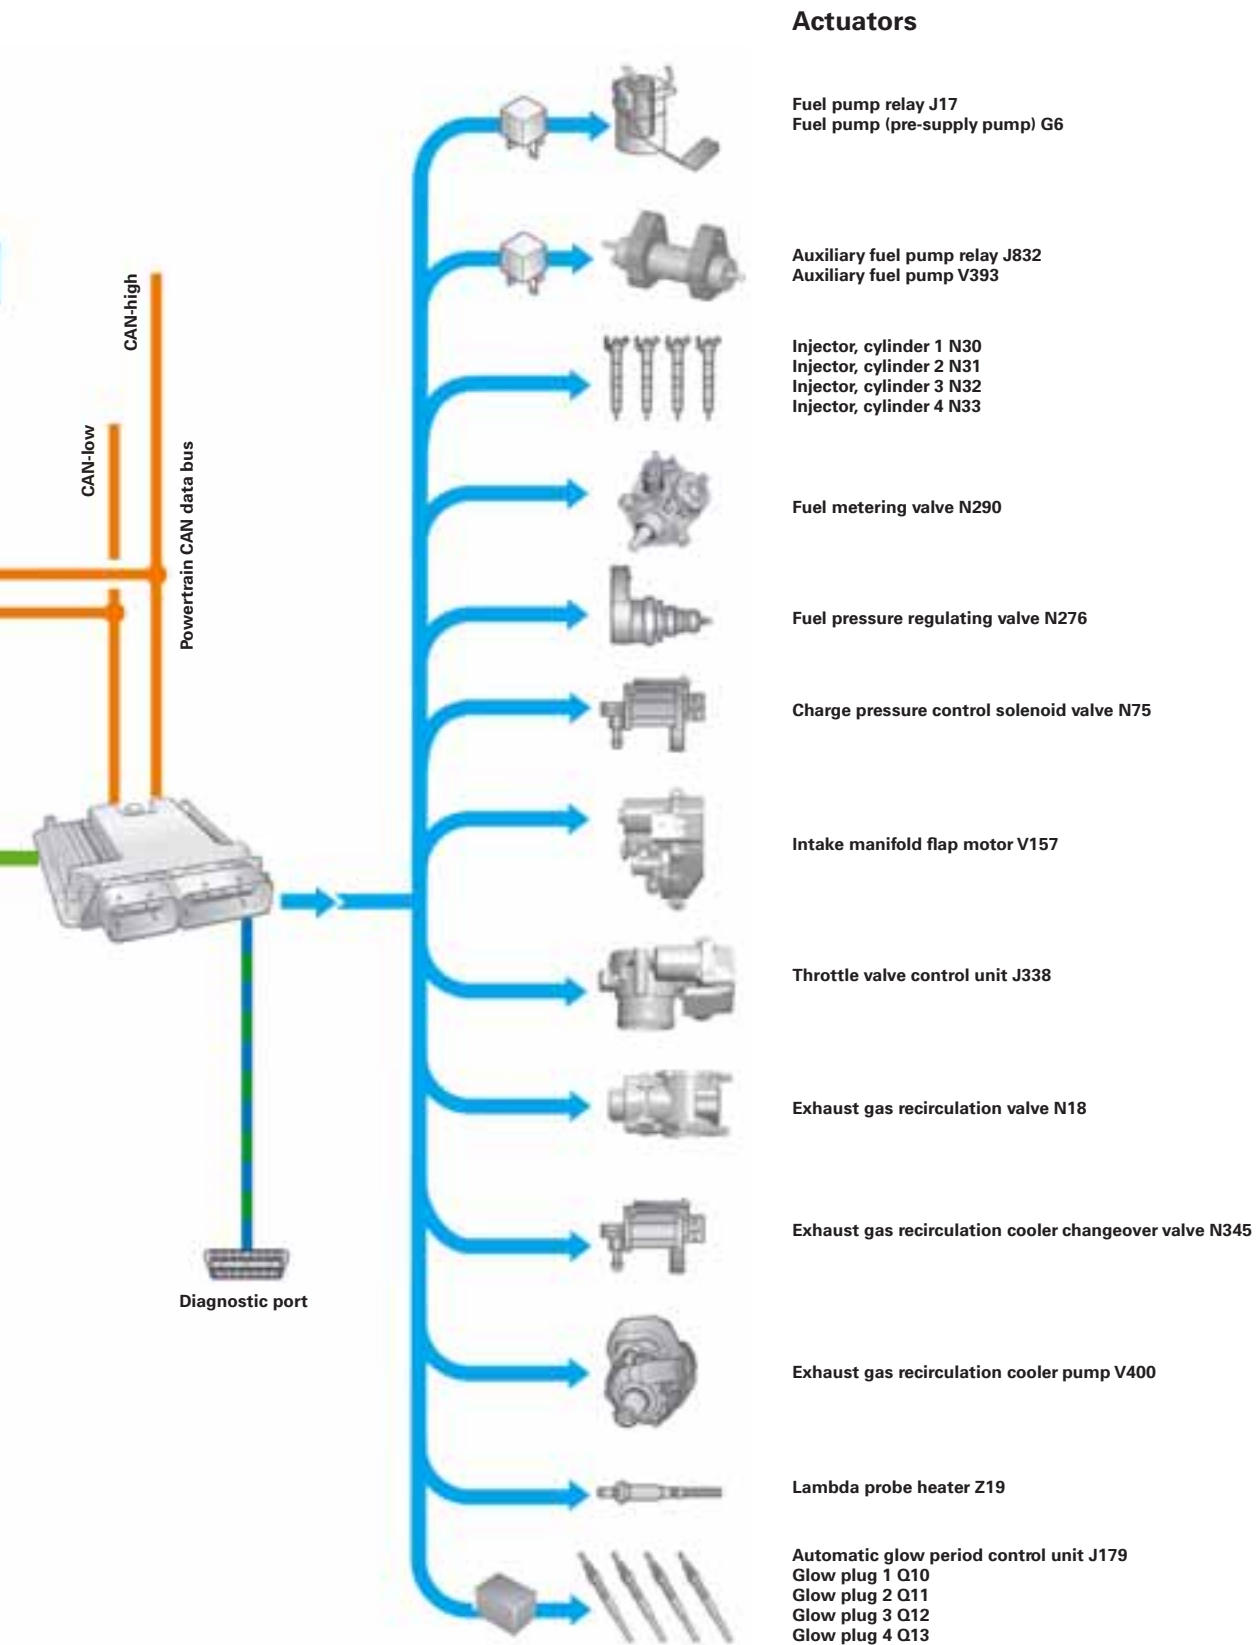 Actuators
Fuel pump relay J17
Fuel pump (pre-supply pump) G6
Auxiliary fuel pump relay J832
Auxiliary fuel pump V393
CAN-high
Injector, cylinder 1 N30
Injector, cylinder 2 N31
Injector, cylinder 3 N32
Injector, cylinder 4 N33
CAN-low
Powertrain CAN data bus
Fuel metering valve N290
Fuel pressure regulating valve N276
Charge pressure control solenoid valve N75
Intake manifold flap motor V157
Throttle valve control unit J338
Exhaust gas recirculation valve N18
Exhaust gas recirculation cooler changeover valve N345
Diagnostic port
Exhaust gas recirculation cooler pump V400
Lambda probe heater Z19
Automatic glow period control unit J179
Glow plug 1 Q10
Glow plug 2 Q11
Glow plug 3 Q12
Glow plug 4 Q13